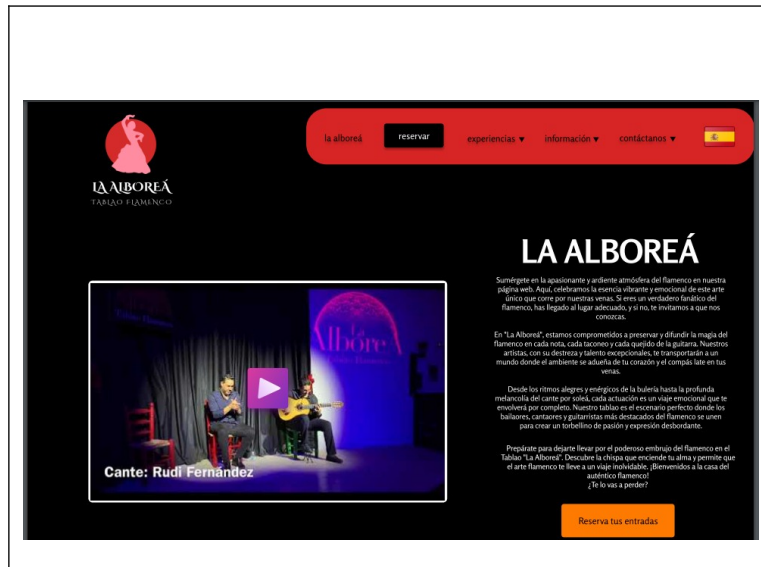 la alboreá
reservar
experiencias ▼
información ▼
contáctanos ▼
LA ALBOREÁ
TABLAO FLAMENCO
LA ALBOREÁ
Sumérgete en la apasionante y ardiente atmósfera del flamenco en nuestra
página web. Aquí, celebramos la esencia vibrante y emocional de este arte
único que corre por nuestras venas. Si eres un verdadero fanático del
flamenco, has llegado al lugar adecuado, y si no, te invitamos a que nos
conozcas.
En "La Alboreá", estamos comprometidos a preservar y difundir la magia del
flamenco en cada nota, cada taconeo y cada quejido de la guitarra. Nuestros
artistas, con su destreza y talento excepcionales, te transportarán a un
mundo donde el ambiente se adueña de tu corazón y el compás late en tus
venas.
Desde los ritmos alegres y enérgicos de la bulería hasta la profunda
melancolía del cante por soleá, cada actuación es un viaje emocional que te
envolverá por completo. Nuestro tablao es el escenario perfecto donde los
bailaores, cantaores y guitarristas más destacados del flamenco se unen
para crear un torbellino de pasión y expresión desbordante.
Prepárate para dejarte llevar por el poderoso embrujo del flamenco en el
Tablao "La Alboreá". Descubre la chispa que enciende tu alma y permite que
el arte flamenco te lleve a un viaje inolvidable. ¡Bienvenidos a la casa del
auténtico flamenco!
¿Te lo vas a perder?
La
Albore
Cante: Rudi Fernández
Reserva tus entradas